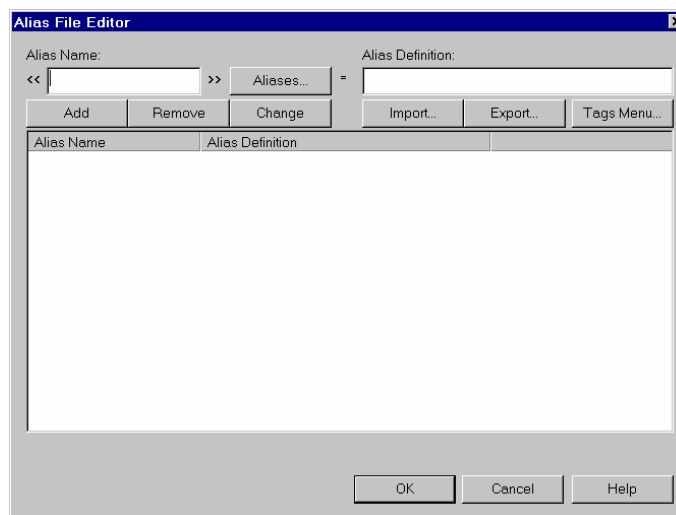 Alias File Editor
Alias Name: Alias Definition:
<< >> Aliases... =
Add Remove Change Import... Export... Tags Menu...
Alias Name Alias Definition
OK Cancel Help